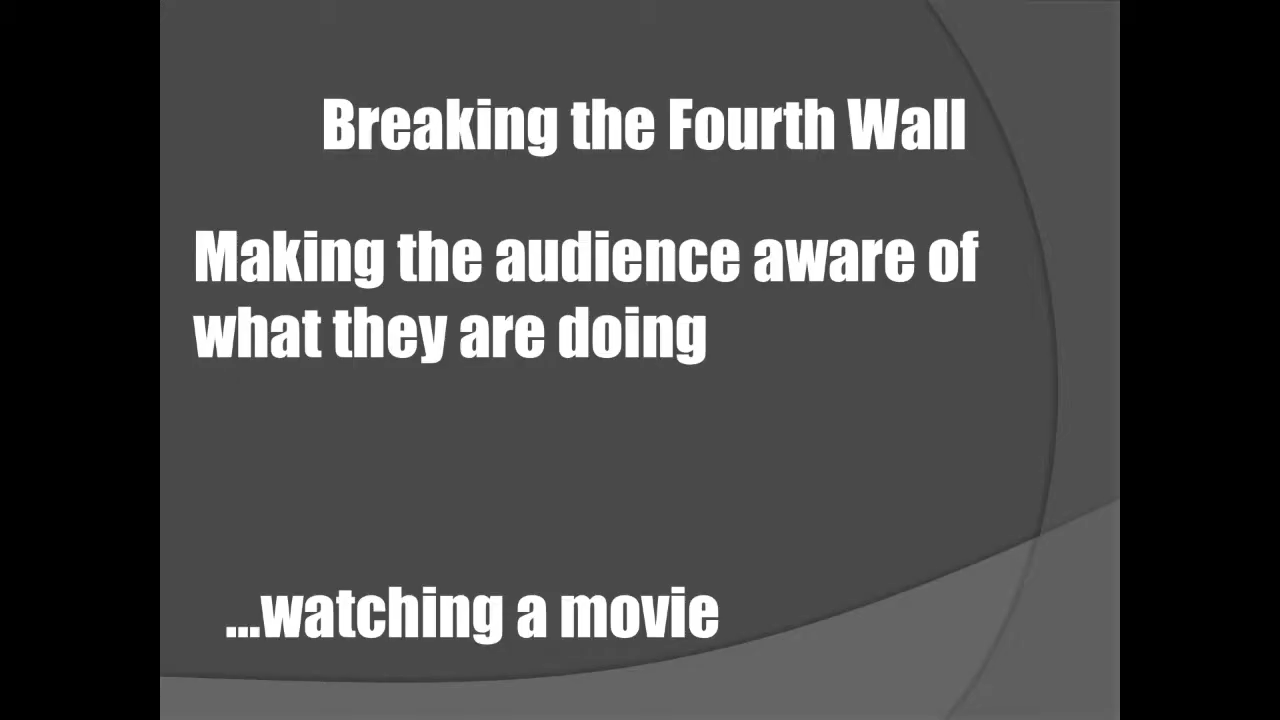 Breaking the Fourth Wall
Making the audience aware of
what they are doing
...watching a movie